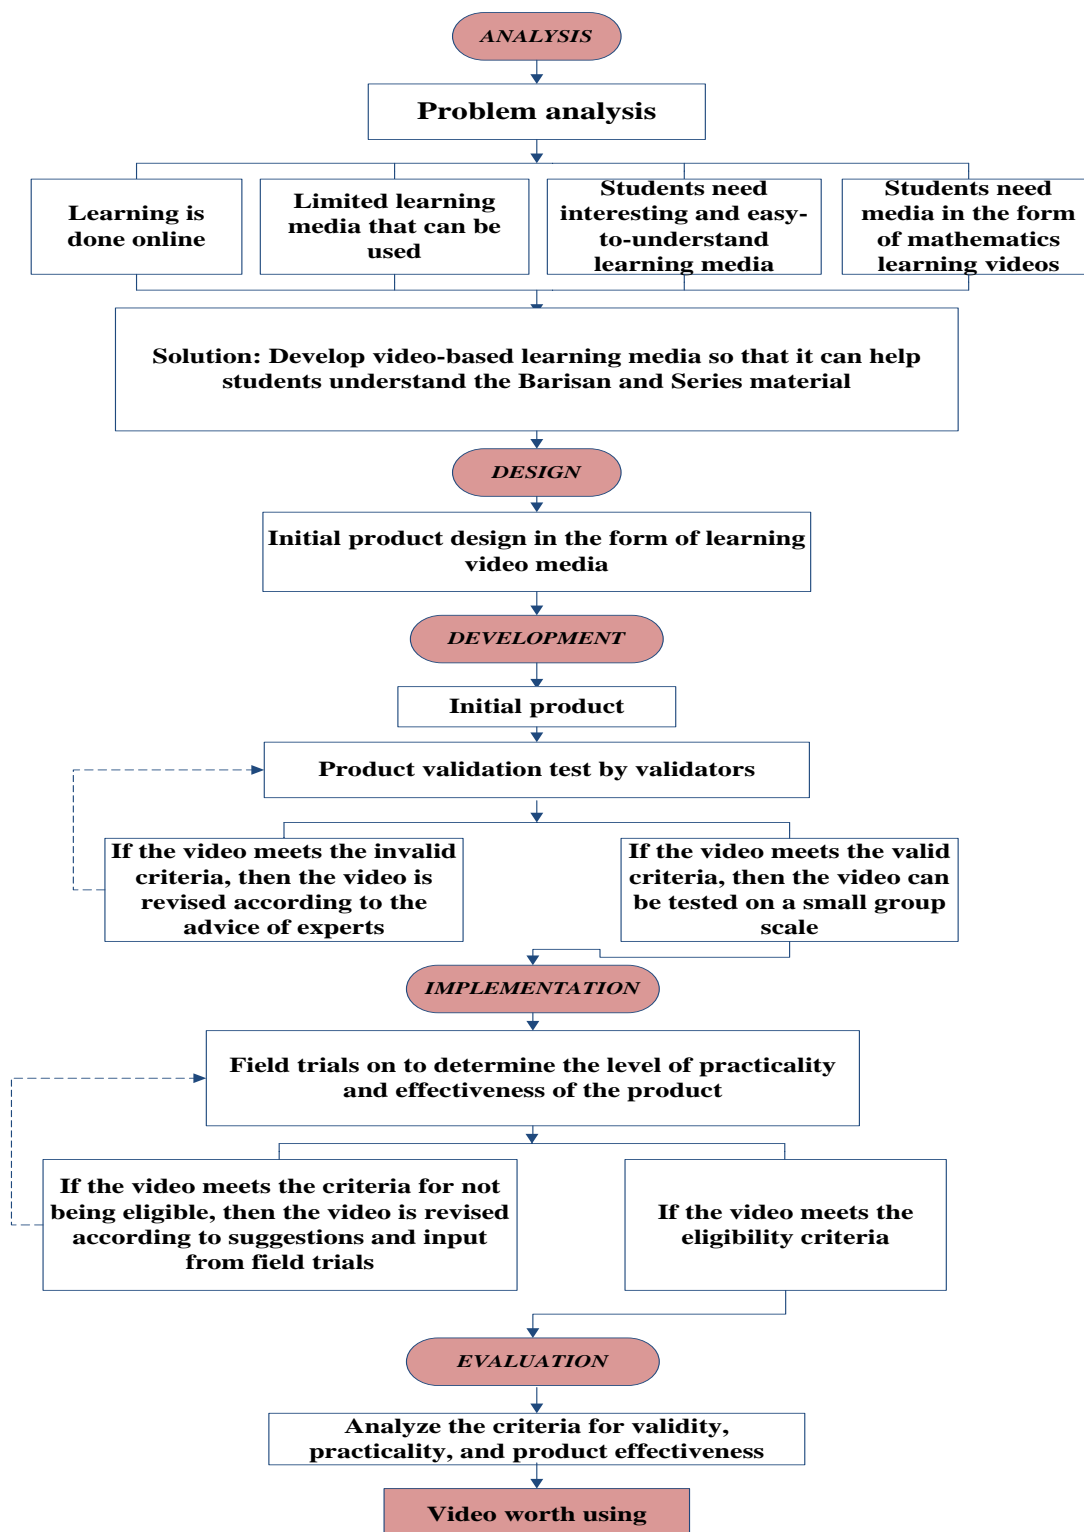 ANALYSIS
Problem analysis
Learning is
done online
Limited learning
media that can be
used
Students need
interesting and easy-
to-understand
learning media
Students need
media in the form
of mathematics
learning videos
Solution: Develop video-based learning media so that it can help
students understand the Barisan and Series material
DESIGN
Initial product design in the form of learning
video media
DEVELOPMENT
Initial product
Product validation test by validators
If the video meets the invalid
criteria, then the video is
revised according to the
advice of experts
If the video meets the valid
criteria, then the video can
be tested on a small group
scale
IMPLEMENTATION
Field trials on to determine the level of practicality
and effectiveness of the product
If the video meets the criteria for not
being eligible, then the video is revised
according to suggestions and input
from field trials
If the video meets the
eligibility criteria
EVALUATION
Analyze the criteria for validity,
practicality, and product effectiveness
Video worth using